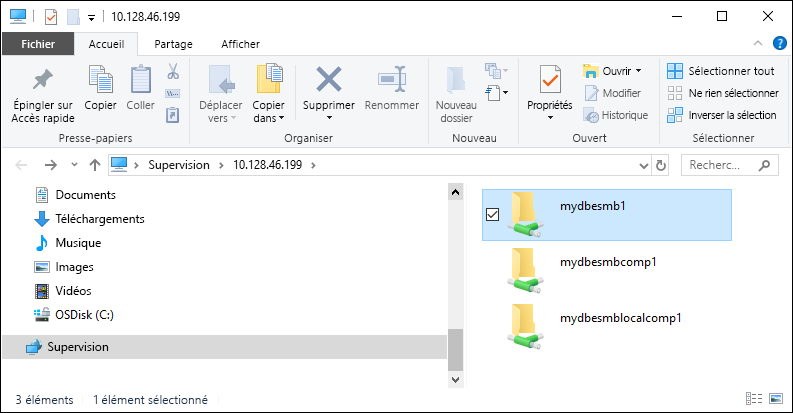 10.128.46.199
Fichier
Accueil
Partage
Afficher
Épingler sur
Accès rapide
Copier
Coller
Presse-papiers
Déplacer
vers
Copier
dans
Supprimer
Renommer
Organiser
Nouveau
dossier
Nouveau
Propriétés
Ouvrir
Modifier
Historique
Ouvert
Sélectionner tout
Ne rien sélectionner
Inverser la sélection
Sélectionner
Supervision
10.128.46.199
Recherc...
Documents
Téléchargements
Musique
Images
Vidéos
OSDisk (C:)
Supervision
mydbesmb1
mydbesmbcomp1
mydbesmblocalcomp1
3 éléments
1 élément sélectionné